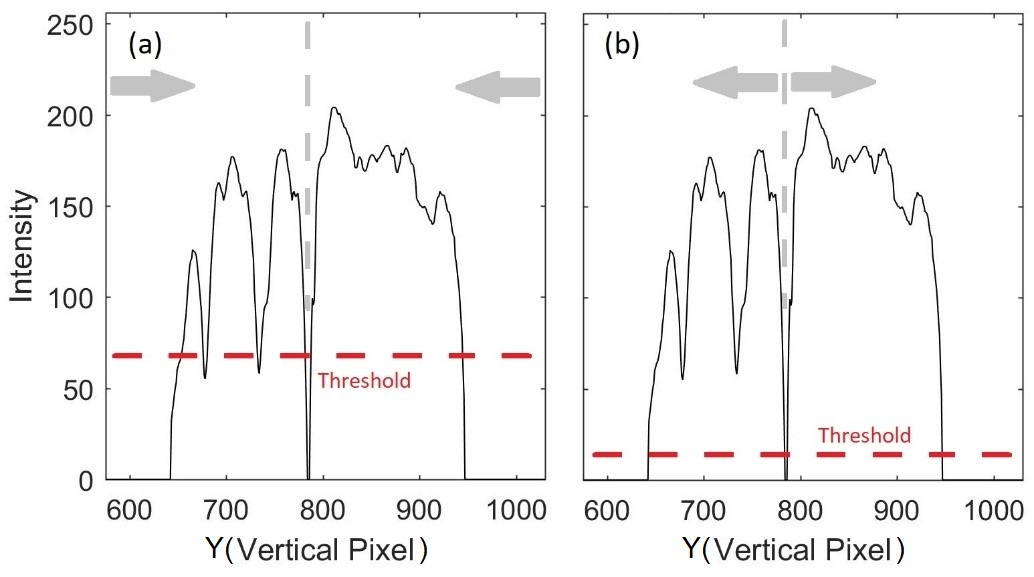 (a)
250
200
150
100
50
0
Intensity
Threshold
600 700 800 900 1000
Y(Vertical Pixel)
(b)
Threshold
600 700 800 900 1000
Y(Vertical Pixel)